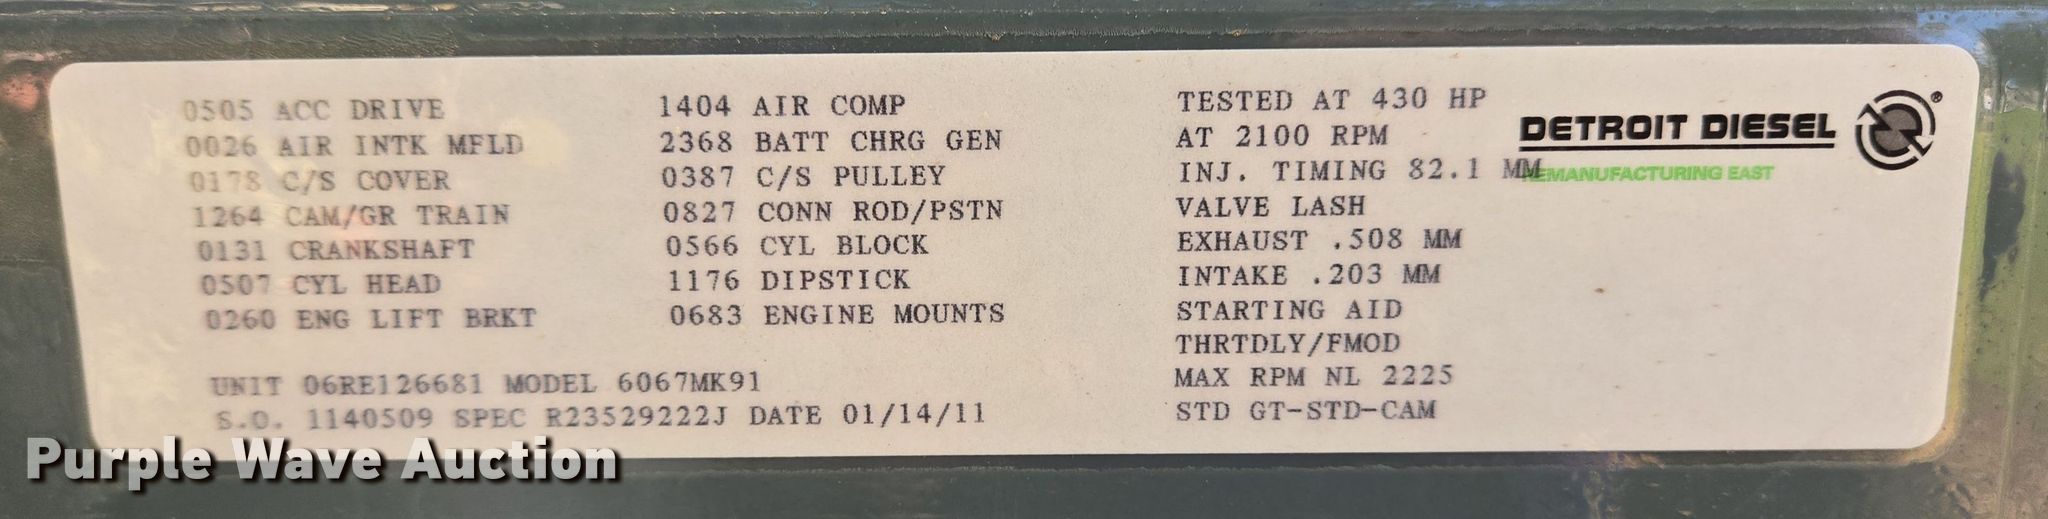 0505 ACC DRIVE
0026 AIR INTK MFLD
0178 C/S COVER
1264 CAM/GR TRAIN
0131 CRANKSHAFT
0507 CYL HEAD
0260 ENG LIFT BRKT
1404 AIR COMP
2368 BATT CHRG GEN
0387 C/S PULLEY
0827 CONN ROD/PSTN
0566 CYL BLOCK
1176 DIPSTICK
0683 ENGINE MOUNTS
UNIT 06RE126681 MODEL 6067MK91
S.O. 1140509 SPEC R23529222J DATE 01/14/11
TESTED AT 430 HP
AT 2100 RPM
INJ. TIMING 82.1 MM
VALVE LASH
EXHAUST .508 MM
INTAKE .203 MM
STARTING AID
THRTDLY/FMOD
MAX RPM NL 2225
STD GT-STD-CAM
DETROIT DIESEL ®
REMANUFACTURING EAST
Purple Wave Auction